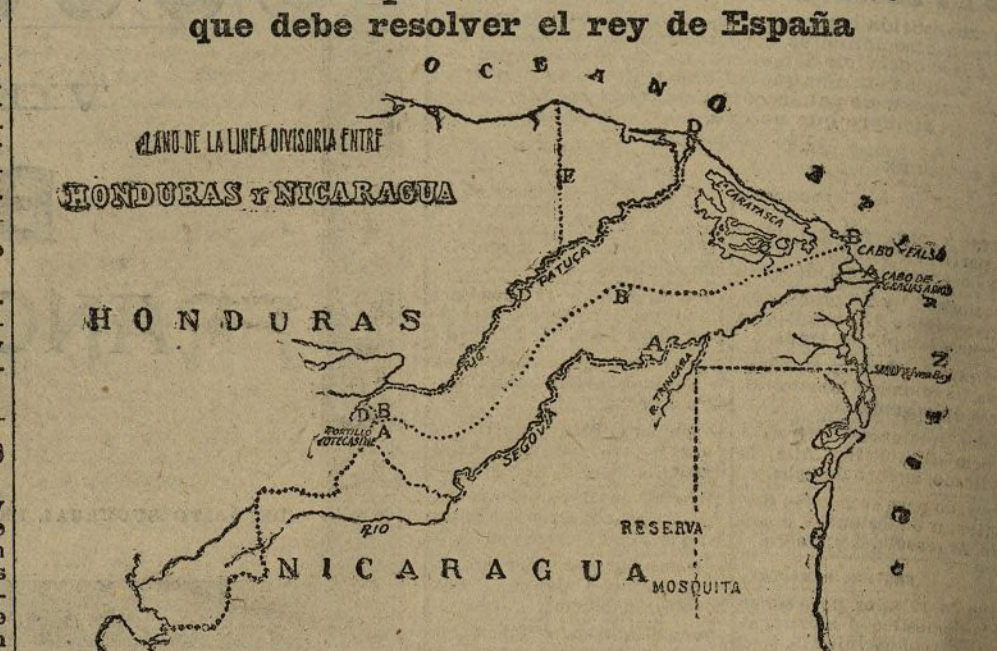 que debe resolver el rey de España
OCEANO
PLANO DE LA LINEA DIVISORIA ENTRE
HONDURAS Y NICARAGUA
D
E
CARATASCA
B
CABO FALSO
A
CABO DE
GRACIAS A DIOS
PATUCA
RIO
B
HONDURAS
A
D B
PORTILLO
A
SEGOVIA
RIO
RESERVA
NICARAGUA
MOSQUITA